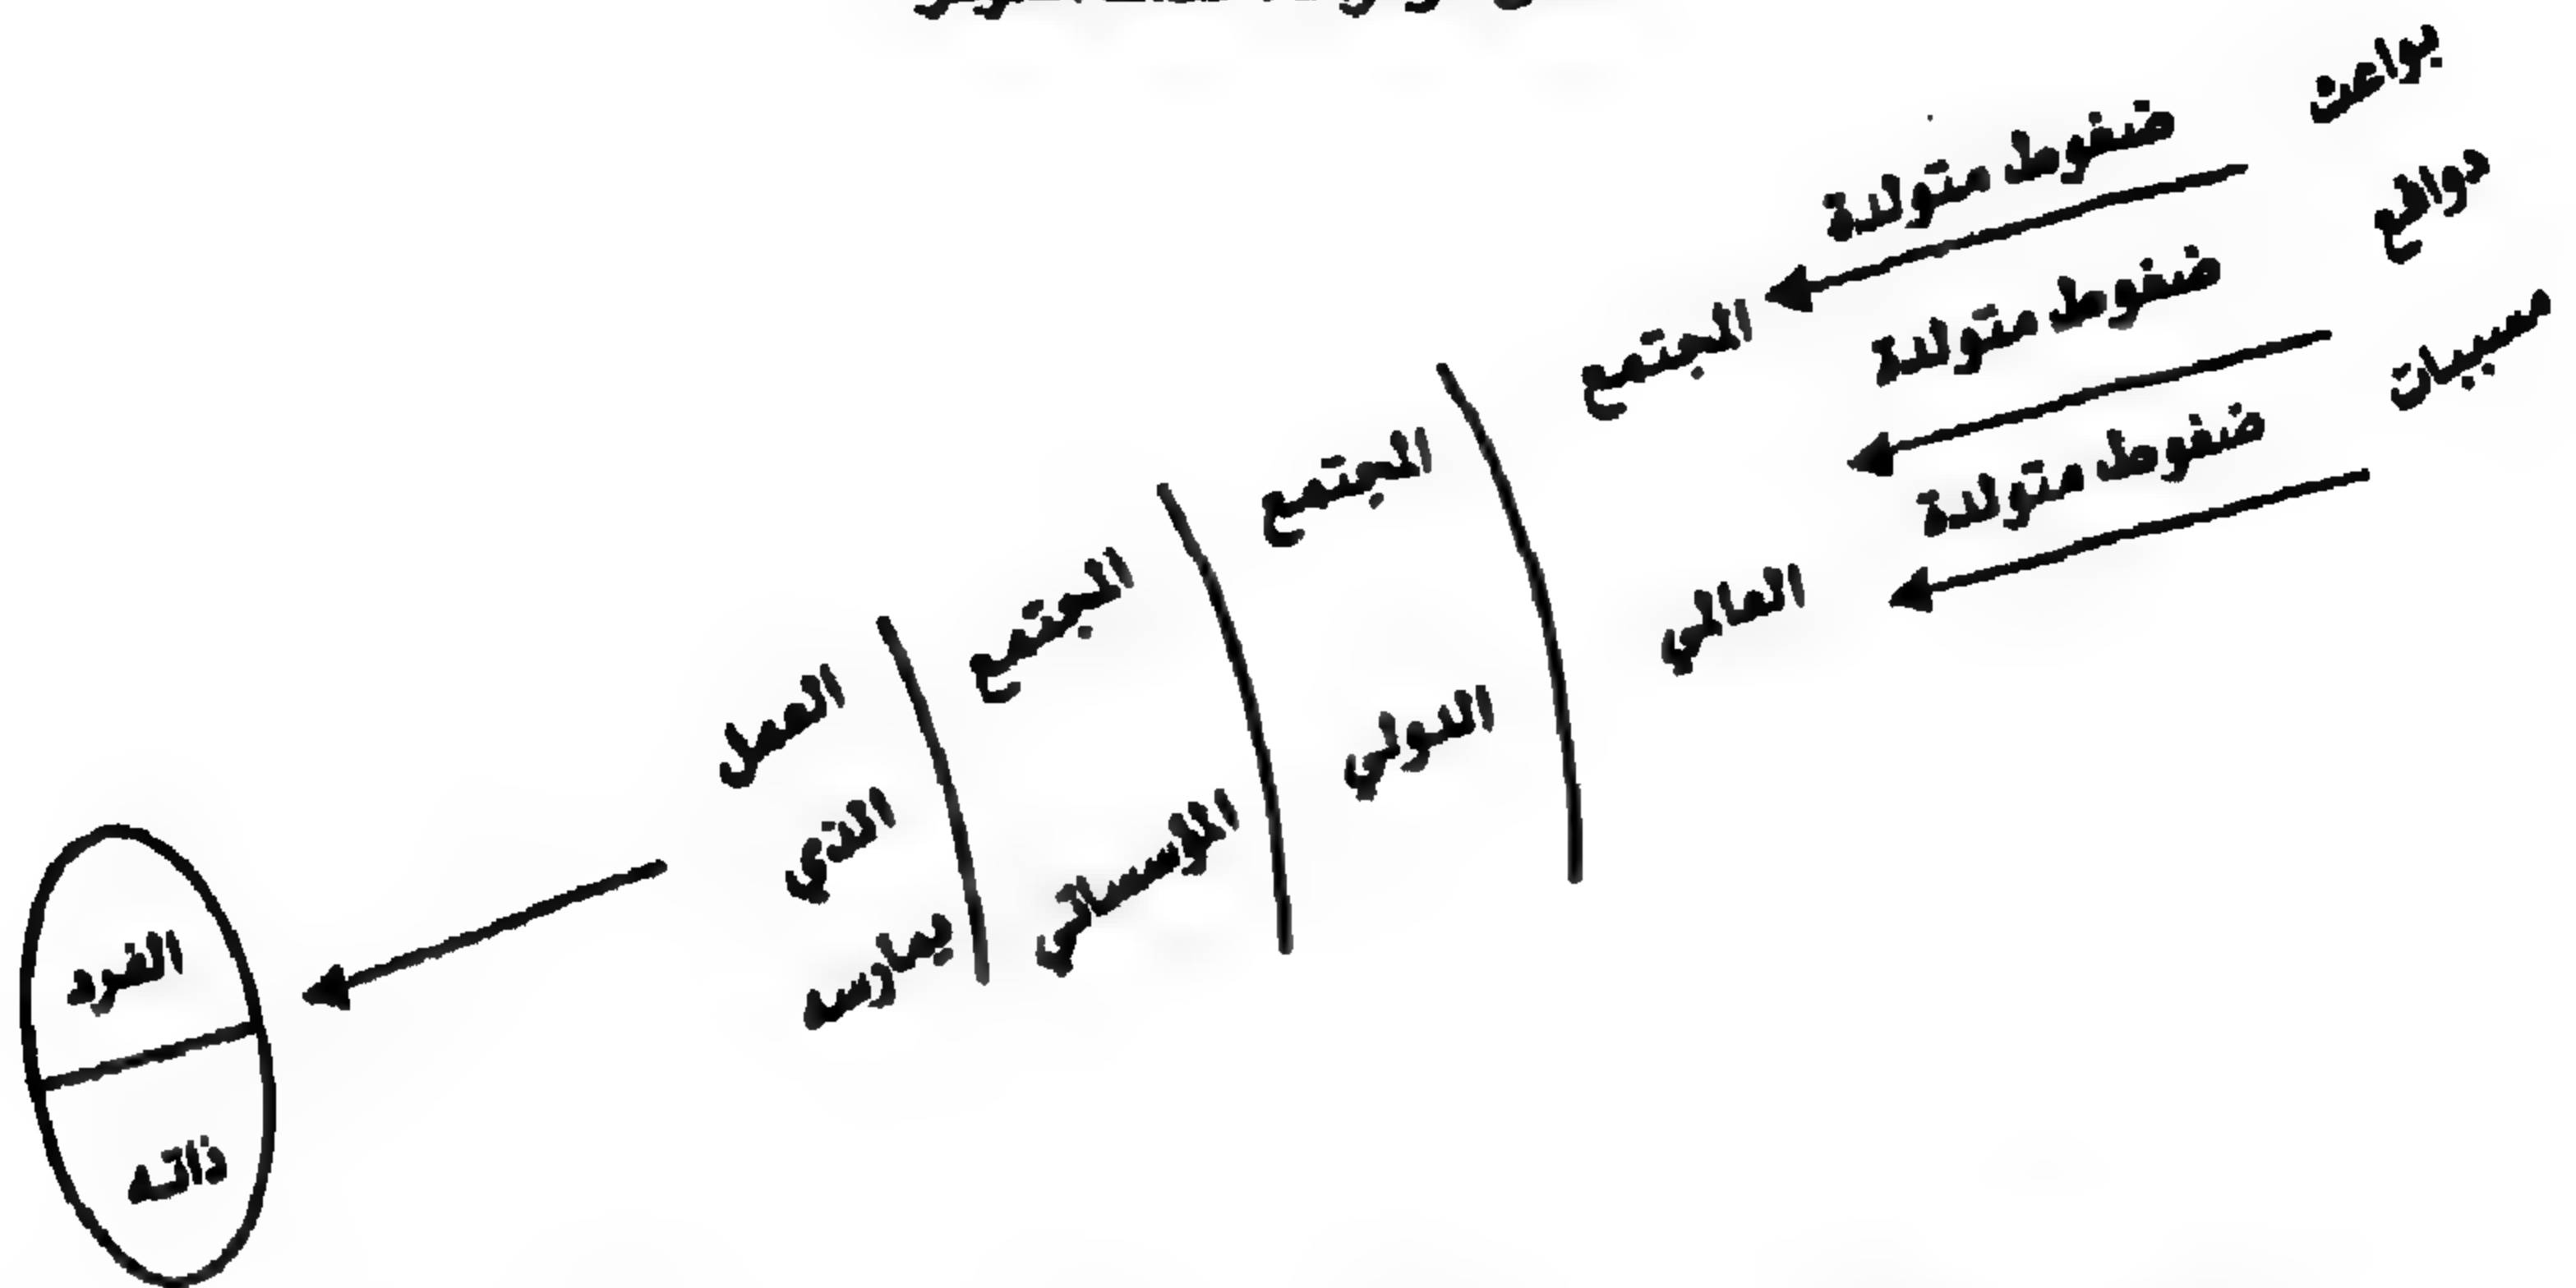 بواعث
دوافع
مسببات
ضغوط متولدة
ضغوط متولدة
ضغوط متولدة
المجتمع
العالمي
المجتمع
الدولي
المجتمع
المؤسساتي
العمل
الذي
يمارسه
الفرد
ذاته